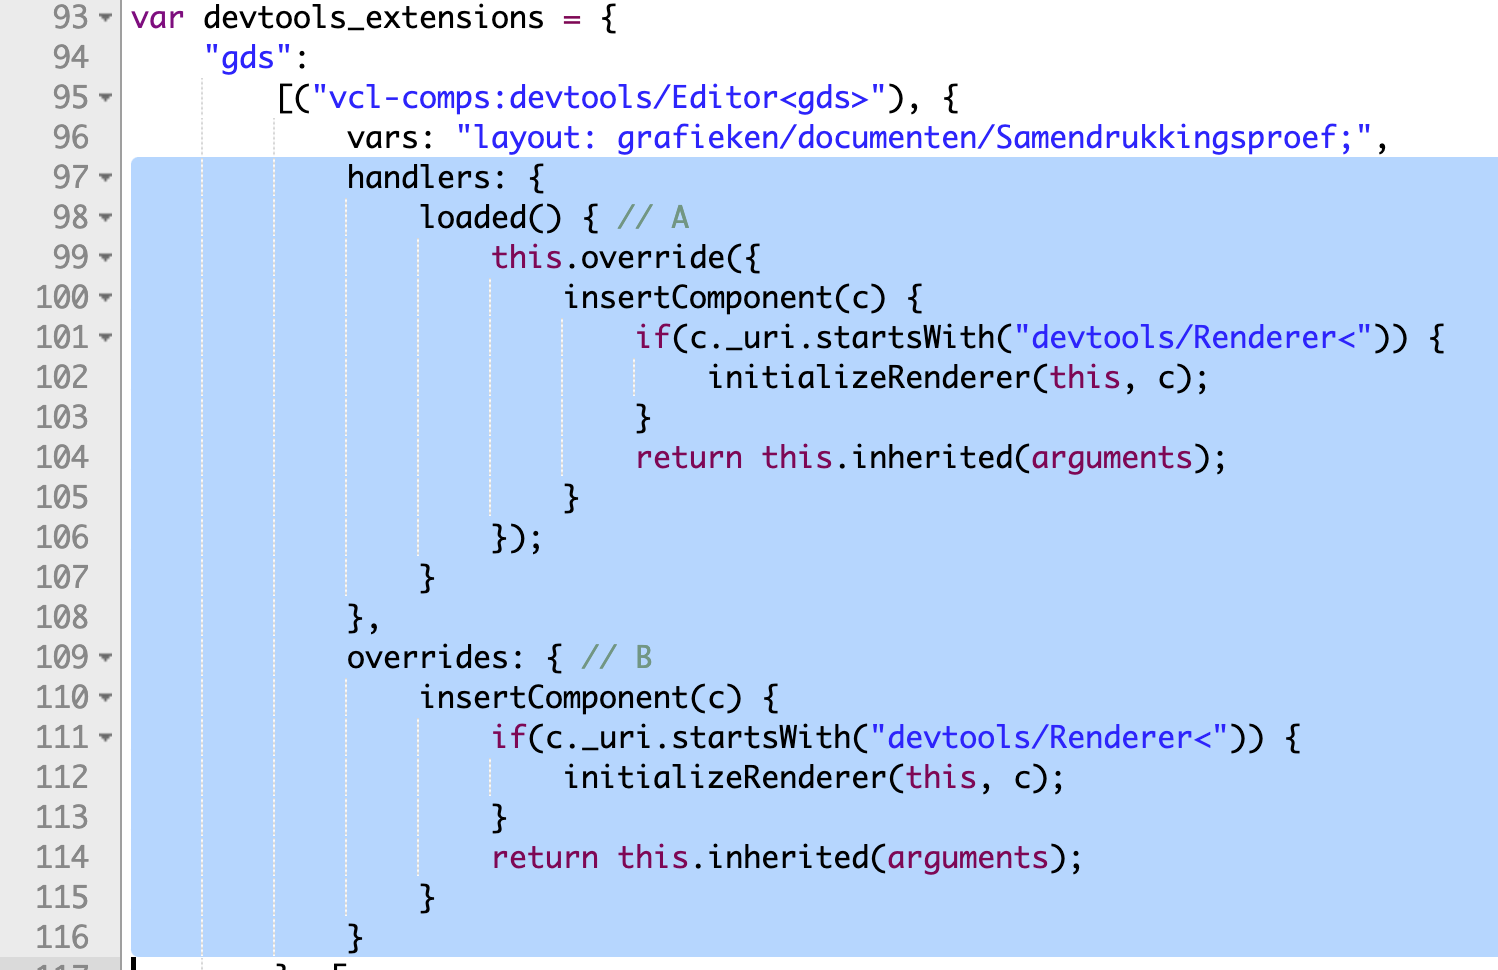 93 var devtools_extensions = {
94     "gds":
95         [("vcl-comps:devtools/Editor<gds>"), {
96             vars: "layout: grafieken/documenten/Samendrukkingsproef;",
97             handlers: {
98                 loaded() { // A
99                     this.override({
100                         insertComponent(c) {
101                             if(c._uri.startsWith("devtools/Renderer<")) {
102                                 initializeRenderer(this, c);
103                             }
104                             return this.inherited(arguments);
105                         }
106                     });
107                 }
108             },
109             overrides: { // B
110                 insertComponent(c) {
111                     if(c._uri.startsWith("devtools/Renderer<")) {
112                         initializeRenderer(this, c);
113                     }
114                     return this.inherited(arguments);
115                 }
116             }